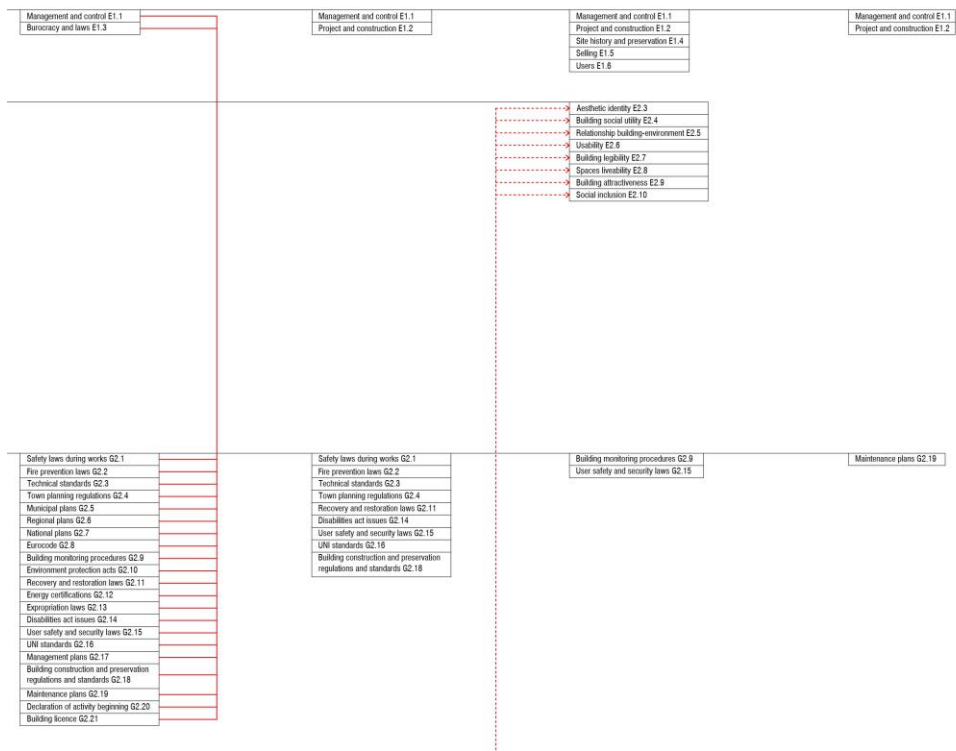 Management and control E1.1
Burocracy and laws E1.3
Management and control E1.1
Project and construction E1.2
Management and control E1.1
Project and construction E1.2
Site history and preservation E1.4
Selling E1.5
Users E1.6
Management and control E1.1
Project and construction E1.2
Aesthetic identity E2.3
Building social utility E2.4
Relationship building-environment E2.5
Usability E2.6
Building legibility E2.7
Spaces liveability E2.8
Building attractiveness E2.9
Social inclusion E2.10
Safety laws during works G2.1
Fire prevention laws G2.2
Technical standards G2.3
Town planning regulations G2.4
Municipal plans G2.5
Regional plans G2.6
National plans G2.7
Eurocode G2.8
Building monitoring procedures G2.9
Environment protection acts G2.10
Recovery and restoration laws G2.11
Energy certifications G2.12
Expropriation laws G2.13
Disabilities act issues G2.14
User safety and security laws G2.15
UNI standards G2.16
Management plans G2.17
Building construction and preservation
regulations and standards G2.18
Maintenance plans G2.19
Declaration of activity beginning G2.20
Building licence G2.21
Safety laws during works G2.1
Fire prevention laws G2.2
Technical standards G2.3
Town planning regulations G2.4
Recovery and restoration laws G2.11
Disabilities act issues G2.14
User safety and security laws G2.15
UNI standards G2.16
Building construction and preservation
regulations and standards G2.18
Building monitoring procedures G2.9
User safety and security laws G2.15
Maintenance plans G2.19